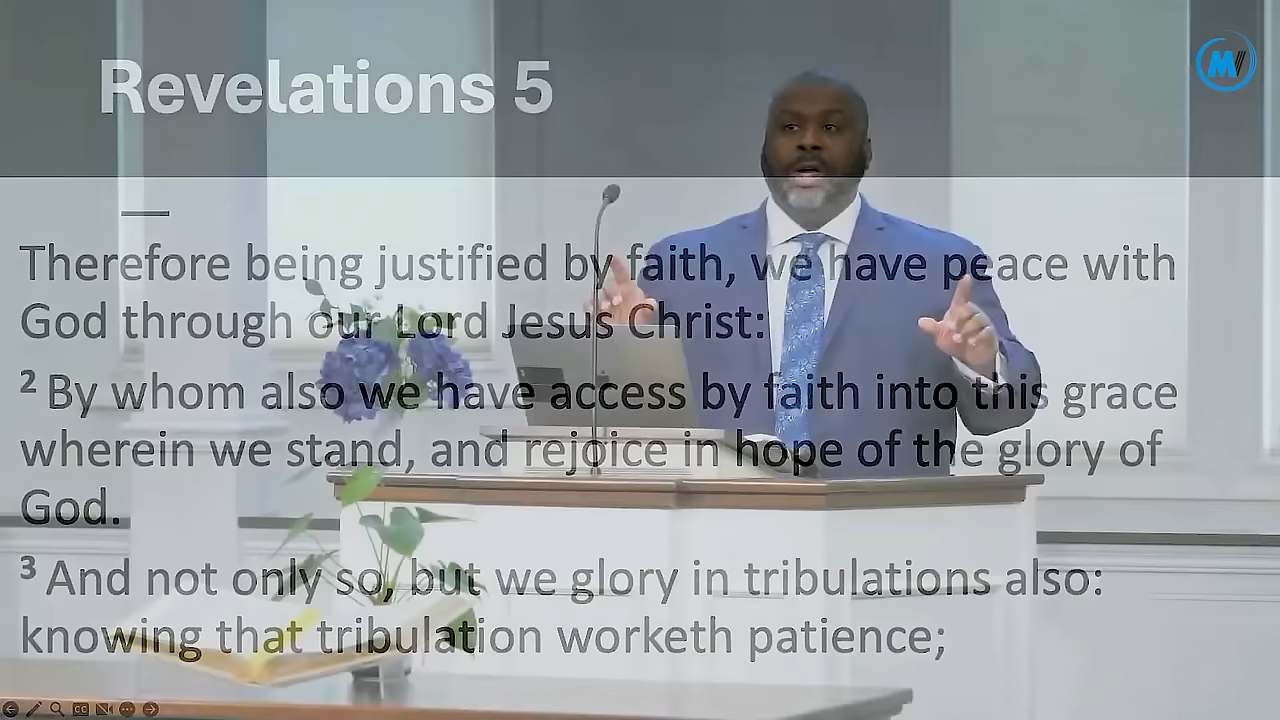 MV
Revelations 5
Therefore being justified by faith, we have peace with
God through our Lord Jesus Christ:
2 By whom also we have access by faith into this grace
wherein we stand, and rejoice in hope of the glory of
God.
3 And not only so, but we glory in tribulations also:
knowing that tribulation worketh patience;
CC